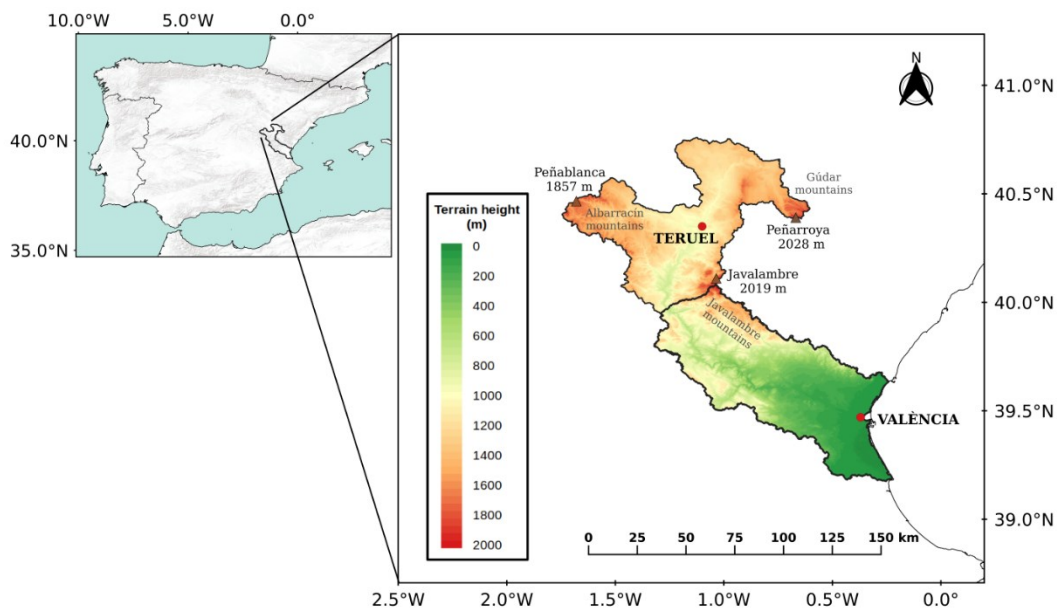 10.0°W
5.0°W
0.0°
40.0°N
35.0°N
N
41.0°N
40.5°N
40.0°N
39.5°N
39.0°N
Peñablanca
1857 m
Albarracín
mountains
Gúdar
mountains
Peñarroya
2028 m
TERUEL
Javalambre
2019 m
Javalambre
mountains
VALÈNCIA
Terrain height
(m)
0
200
400
600
800
1000
1200
1400
1600
1800
2000
0 25 50 75 100 125 150 km
2.5°W
2.0°W
1.5°W
1.0°W
0.5°W
0.0°